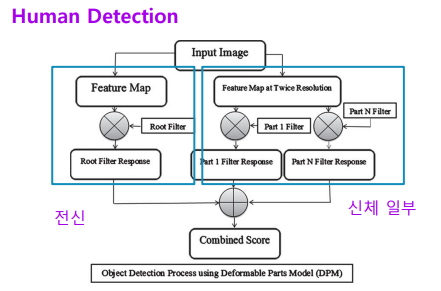 Human Detection
Input Image
Feature Map
Feature Map at Twice Resolution
Root Filter
Part 1 Filter
Part N Filter
Root Filter Response
Part 1 Filter Response
Part N Filter Response
전신
신체 일부
Combined Score
Object Detection Process using Deformable Parts Model (DPM)